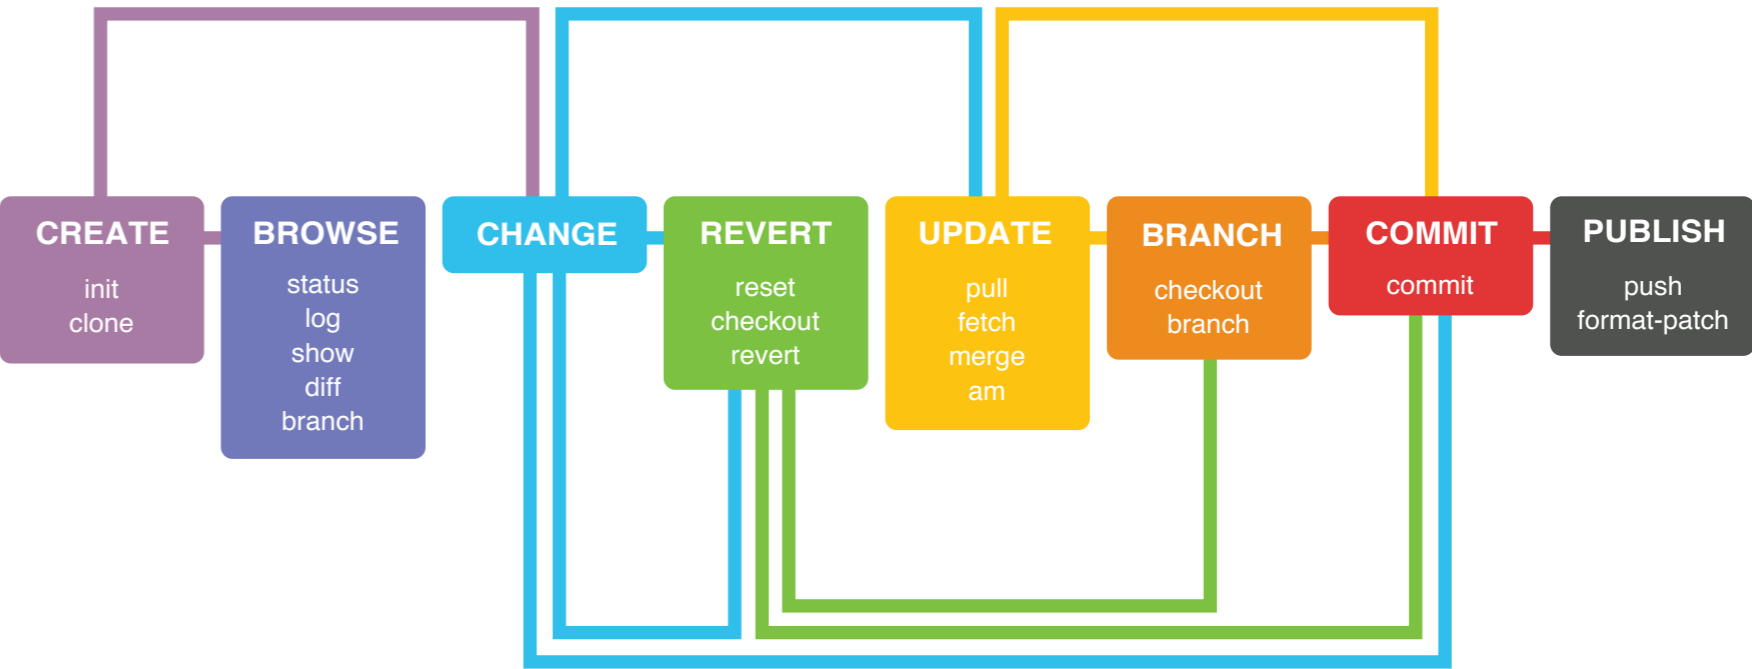 CREATE
init
clone
BROWSE
status
log
show
diff
branch
CHANGE
REVERT
reset
checkout
revert
UPDATE
pull
fetch
merge
am
BRANCH
checkout
branch
COMMIT
commit
PUBLISH
push
format-patch